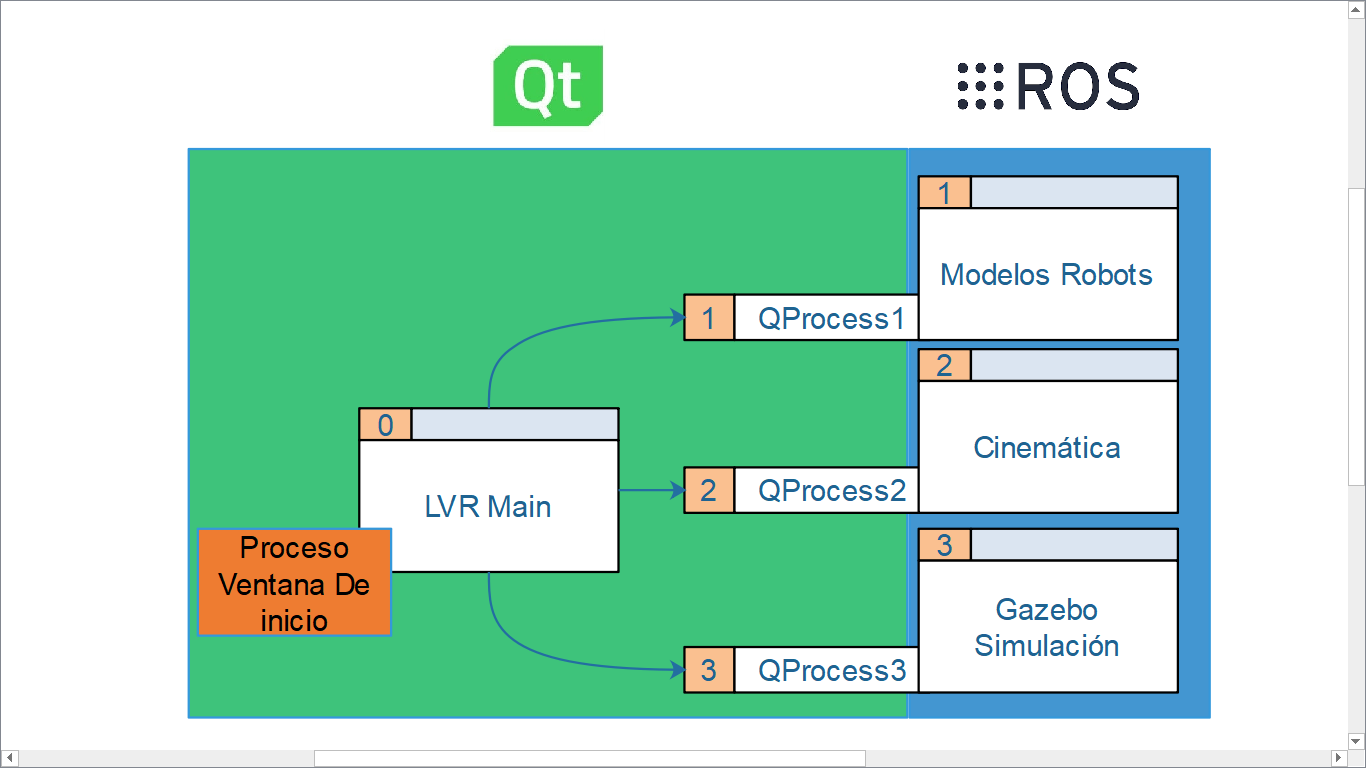 Qt
ROS
1
Modelos Robots
1 QProcess1
2
Cinemática
0
LVR Main
2 QProcess2
Proceso
Ventana De
inicio
3
Gazebo
Simulación
3 QProcess3